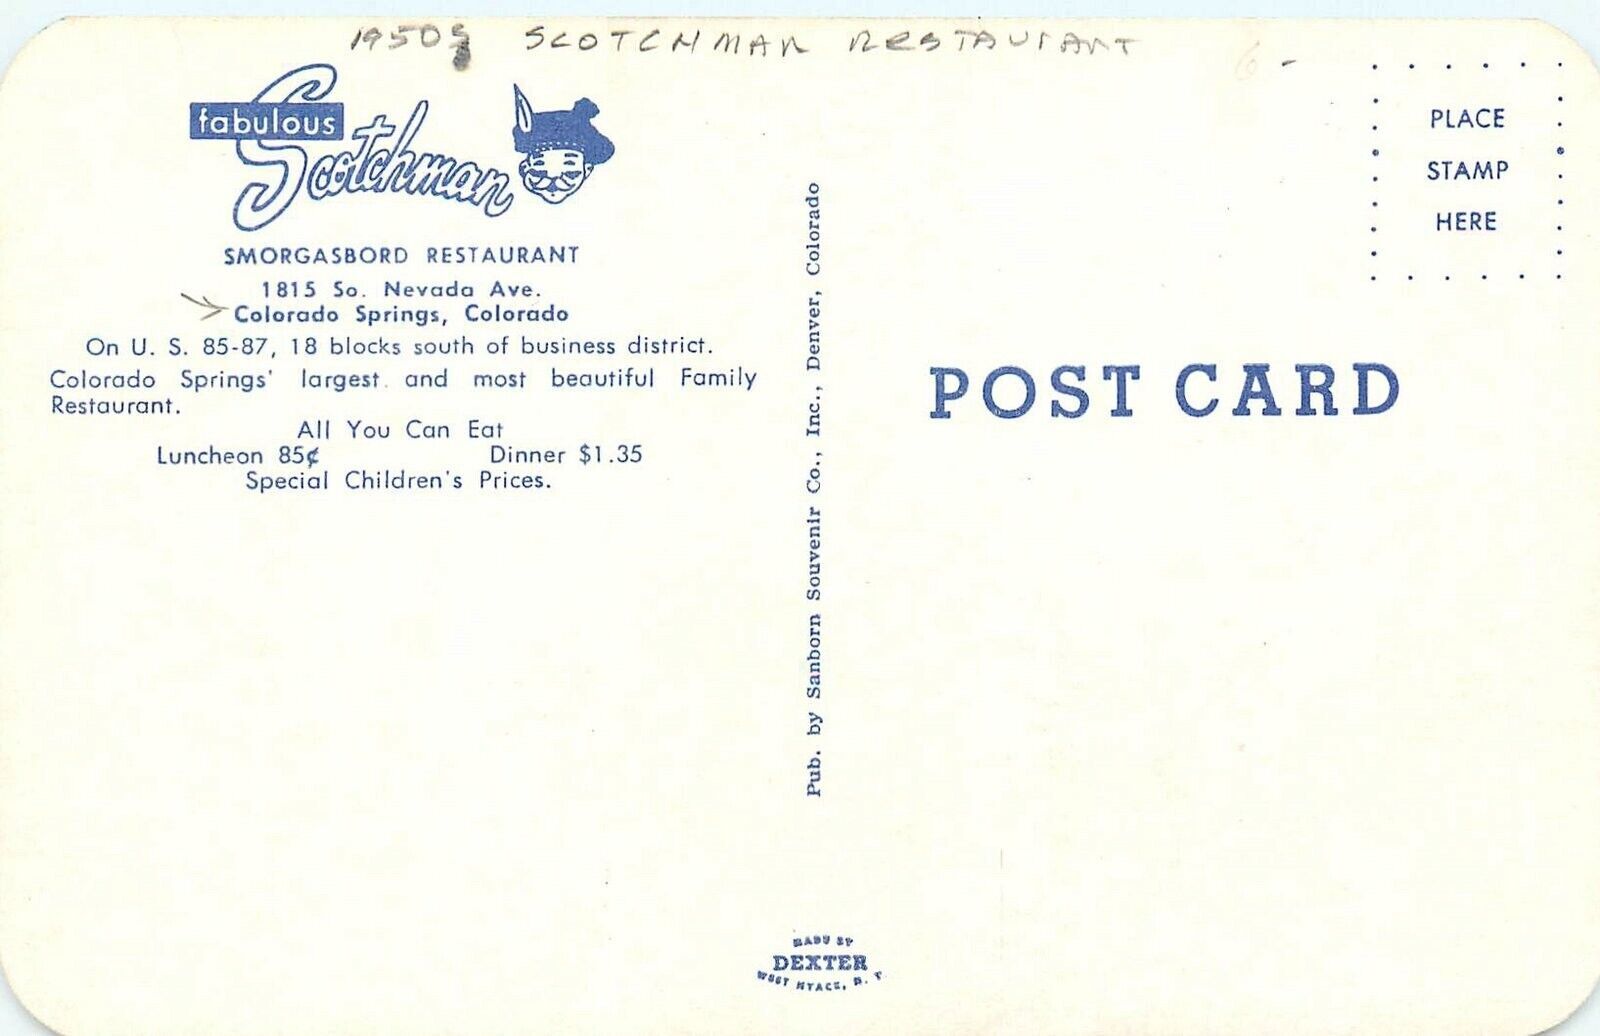 1950s SCOTCHMAN RESTAURANT
fabulous
Scotchman
SMORGASBORD RESTAURANT
1815 So. Nevada Ave.
Colorado Springs, Colorado
On U. S. 85-87, 18 blocks south of business district.
Colorado Springs' largest and most beautiful Family
Restaurant.
All You Can Eat
Luncheon 85¢ Dinner $1.35
Special Children's Prices.
Pub. by Sanborn Souvenir Co., Inc., Denver, Colorado
6-
PLACE
STAMP
HERE
POST CARD
MADE BY
DEXTER
WEST NYACK, N. Y.